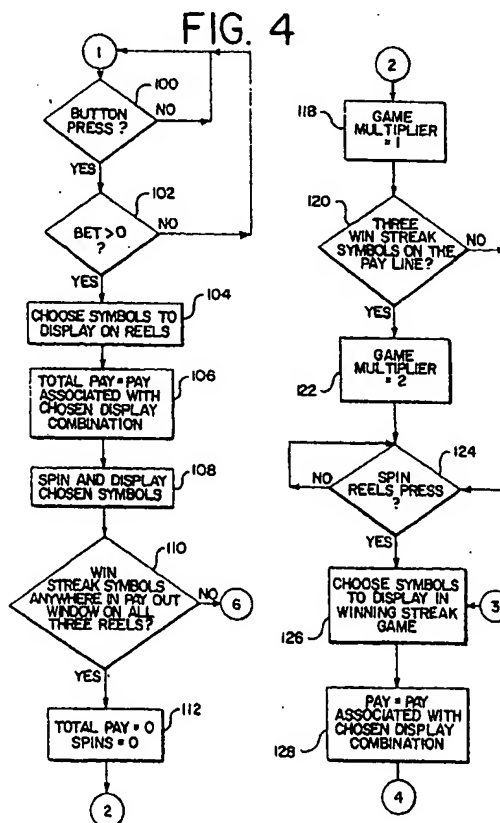 FIG. 4
1
100
BUTTON
PRESS ?
NO
YES
102
BET > 0
?
NO
YES
104
CHOOSE SYMBOLS TO
DISPLAY ON REELS
106
TOTAL PAY = PAY
ASSOCIATED WITH
CHOSEN DISPLAY
COMBINATION
108
SPIN AND DISPLAY
CHOSEN SYMBOLS
110
WIN
STREAK SYMBOLS
ANYWHERE IN PAY OUT
WINDOW ON ALL
THREE REELS?
NO
6
YES
112
TOTAL PAY = 0
SPINS = 0
2
2
118
GAME
MULTIPLIER
= 1
120
THREE
WIN STREAK
SYMBOLS ON THE
PAY LINE?
NO
YES
GAME
MULTIPLIER
= 2
122
124
NO
SPIN
REELS PRESS
?
YES
CHOOSE SYMBOLS
TO DISPLAY IN
WINNING STREAK
GAME
126
3
PAY = PAY
ASSOCIATED WITH
CHOSEN DISPLAY
COMBINATION
128
4